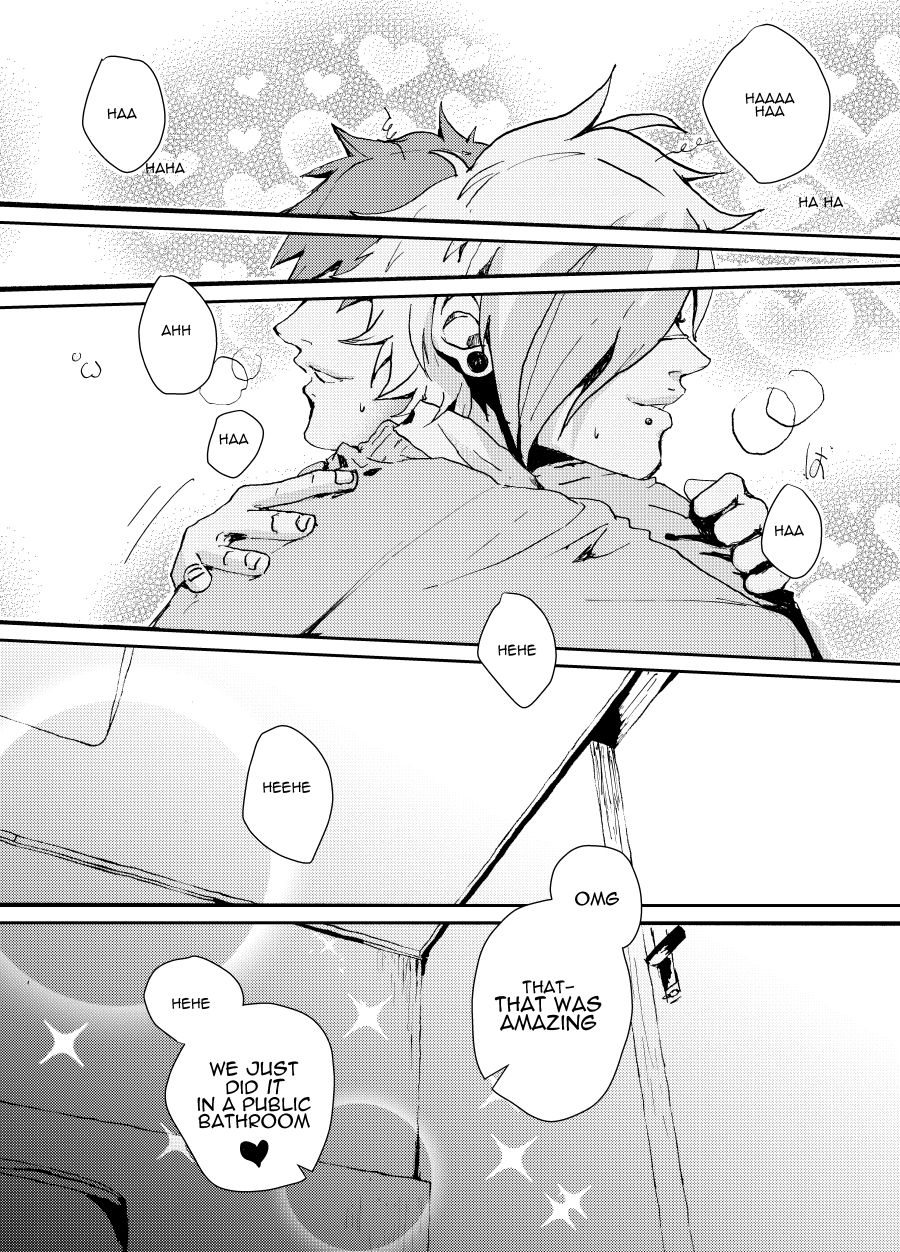 HAAAA
HAA
HA HA
HAA
HAHA
AHH
HAA
HAA
HEHE
HEEHE
OMG
THAT-
THAT WAS
AMAZING
HEHE
WE JUST
DID IT
IN A PUBLIC
BATHROOM
♥